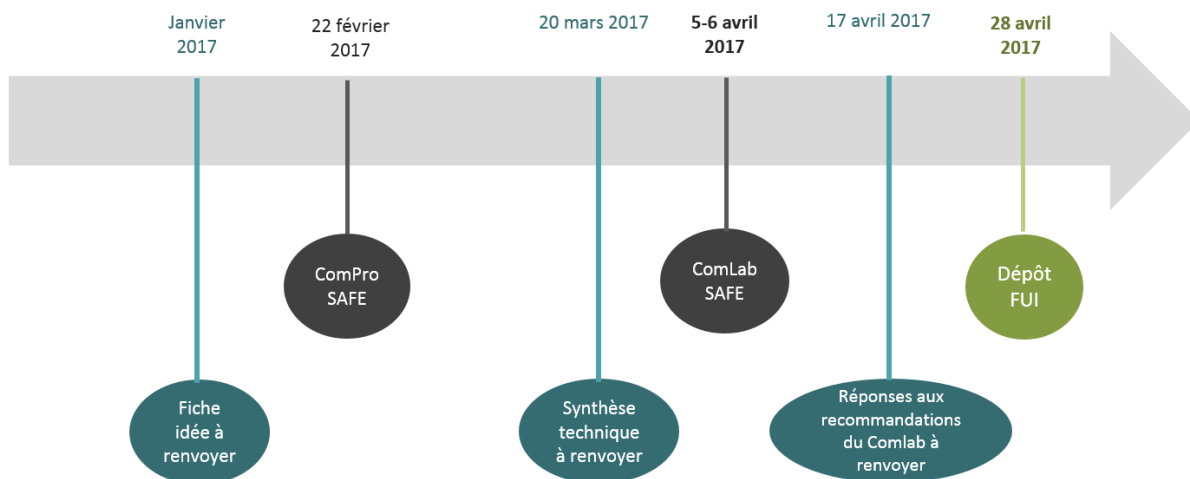 Janvier
2017
22 février
2017
20 mars 2017
5-6 avril
2017
17 avril 2017
28 avril
2017
ComPro
SAFE
ComLab
SAFE
Dépôt
FUI
Fiche
idée à
renvoyer
Synthèse
technique
à renvoyer
Réponses aux
recommandations
du Comlab à
renvoyer